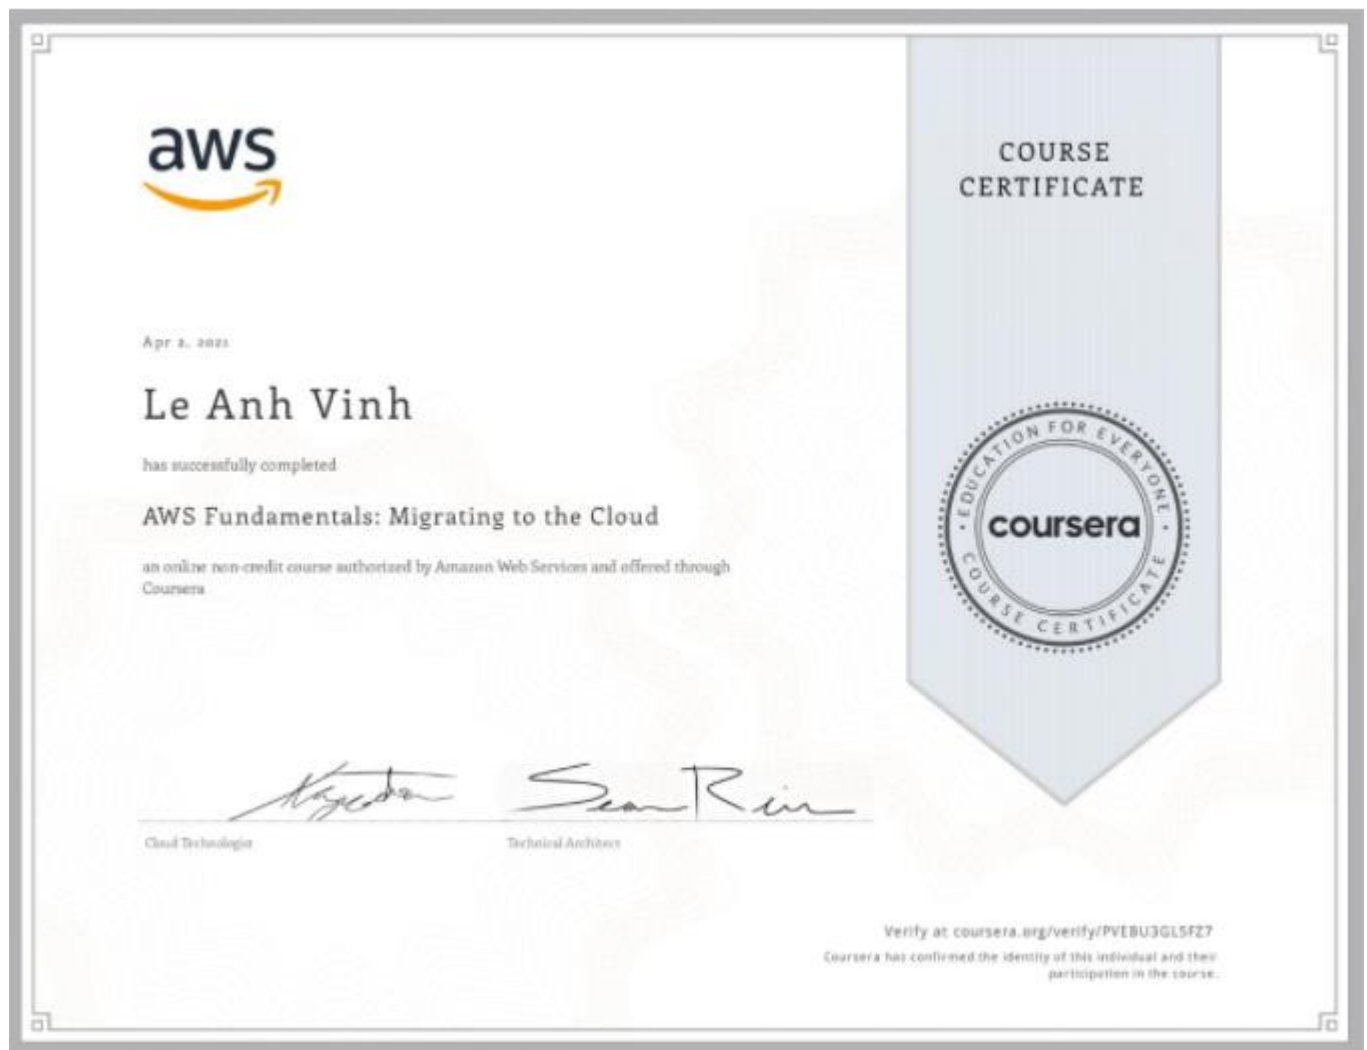 aws
COURSE
CERTIFICATE
Apr 2, 2021
Le Anh Vinh
has successfully completed
AWS Fundamentals: Migrating to the Cloud
an online non-credit course authorized by Amazon Web Services and offered through
Coursera
EDUCATION FOR EVERYONE
coursera
COURSE CERTIFICATE
Sean Rin
Cloud Technologist
Technical Architect
Verify at coursera.org/verify/PVEBU3GLSFZ7
Coursera has confirmed the identity of this individual and their
participation in the course.